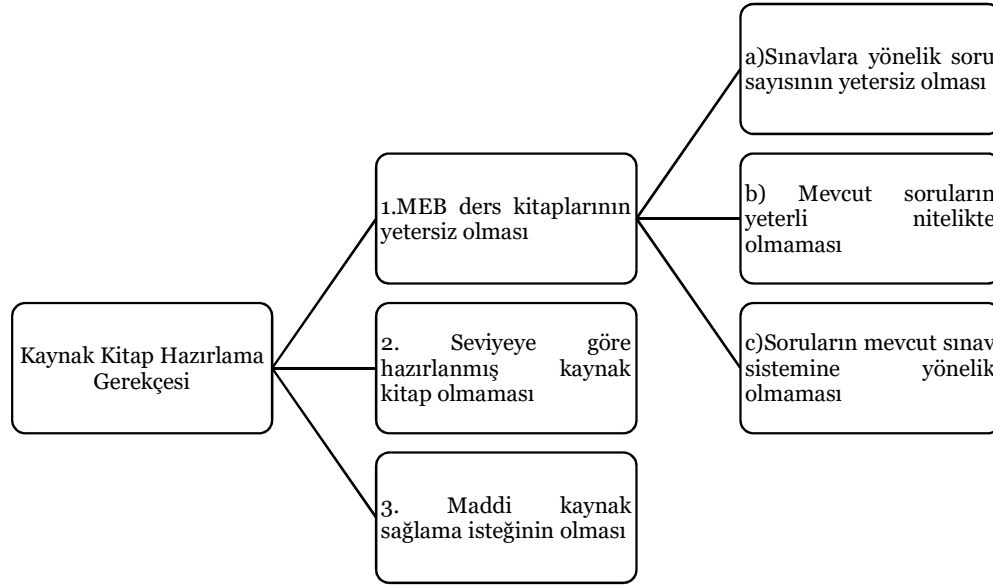 Kaynak Kitap Hazırlama
Gerekçesi
1.MEB ders kitaplarının
yetersiz olması
a)Sınavlara yönelik soru
sayısının yetersiz olması
b) Mevcut soruların
yeterli nitelikte
olmaması
c)Soruların mevcut sınav
sistemine yönelik
olmaması
2. Seviyeye göre
hazırlanmış kaynak
kitap olmaması
3. Maddi kaynak
sağlama isteğinin olması